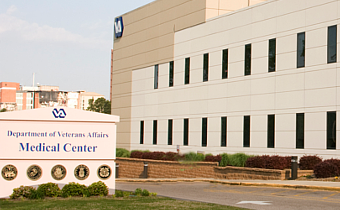 VA
Department of Veterans Affairs
Medical Center